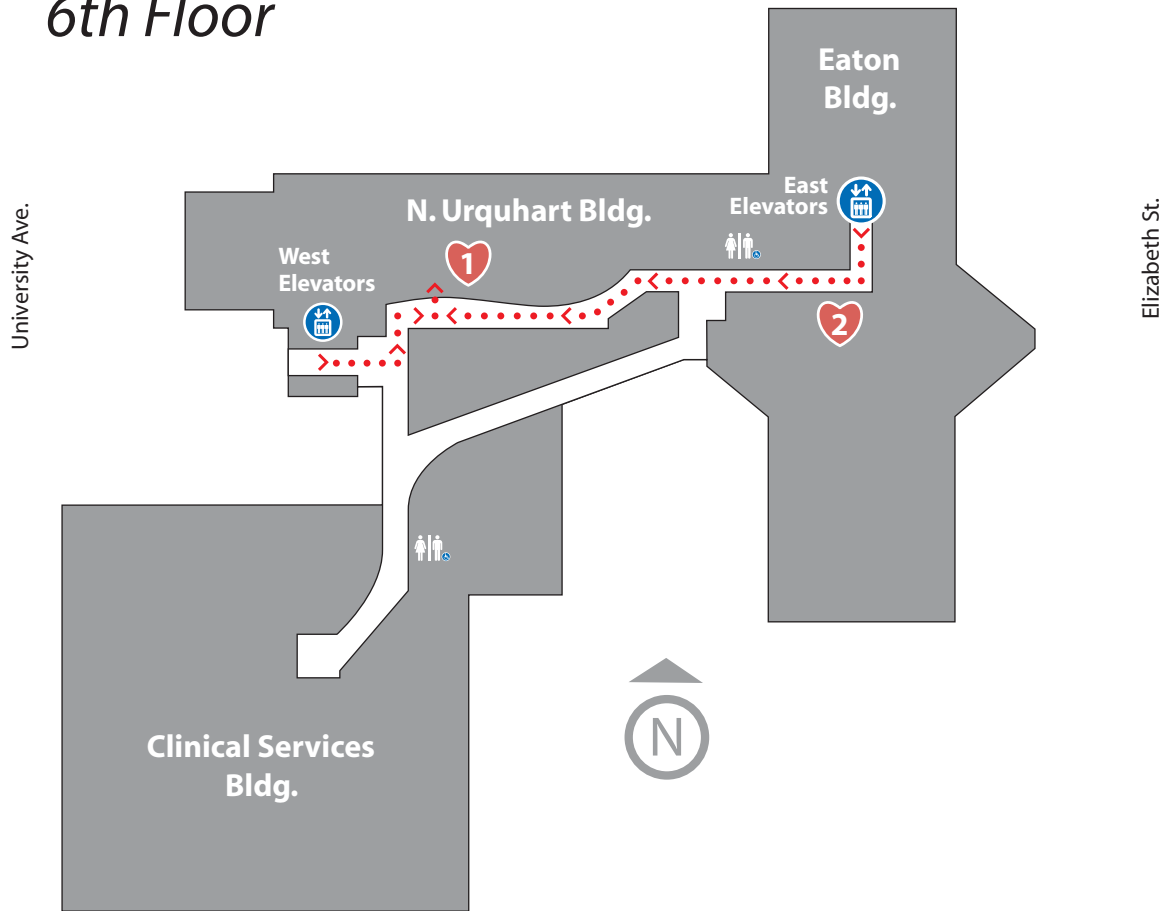 6th Floor
Eaton
Bldg.
East
Elevators
N. Urquhart Bldg.
West
Elevators
1
2
University Ave.
Elizabeth St.
Clinical Services
Bldg.
N